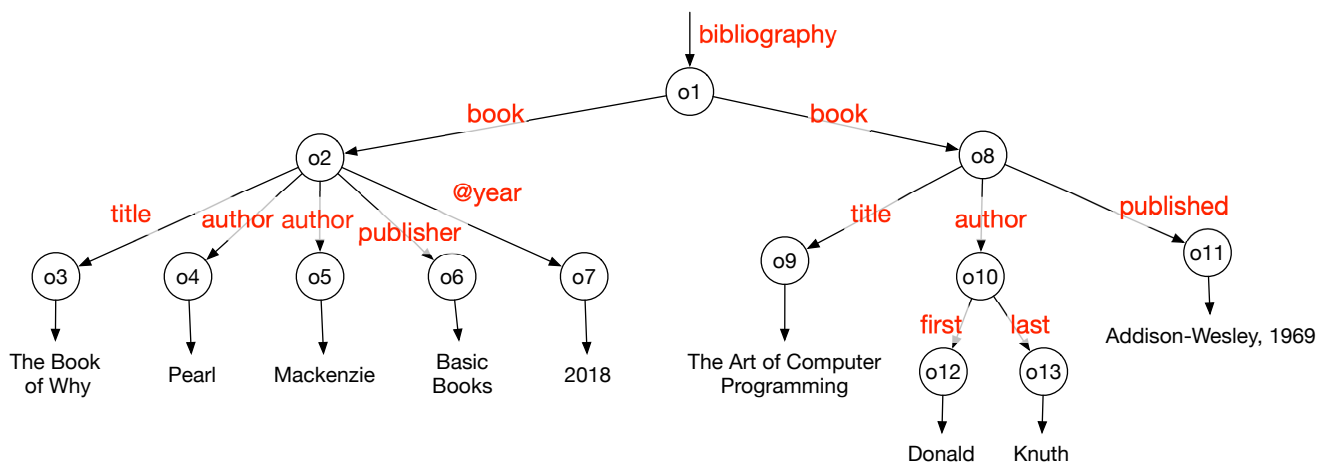 bibliography
o1
book
book
o2
o8
@year
title
author
author
publisher
title
author
published
o3
o4
o5
o6
o7
o9
o10
o11
first
last
The Book
of Why
Pearl
Mackenzie
Basic
Books
2018
The Art of Computer
Programming
o12
o13
Addison-Wesley, 1969
Donald
Knuth